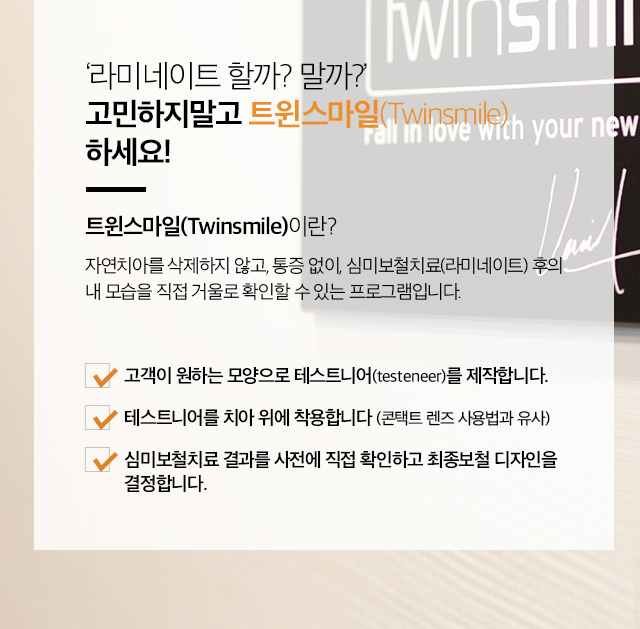 twinsmil
Fall in love with your new
‘라미네이트 할까? 말까?’
고민하지말고 트윈스마일(Twinsmile)
하세요!
트윈스마일(Twinsmile)이란?
자연치아를 삭제하지 않고, 통증 없이, 심미보철치료(라미네이트) 후의
내 모습을 직접 거울로 확인할 수 있는 프로그램입니다.
고객이 원하는 모양으로 테스트니어(testeneer)를 제작합니다.
테스트니어를 치아 위에 착용합니다 (콘택트 렌즈 사용법과 유사)
심미보철치료 결과를 사전에 직접 확인하고 최종보철 디자인을
결정합니다.